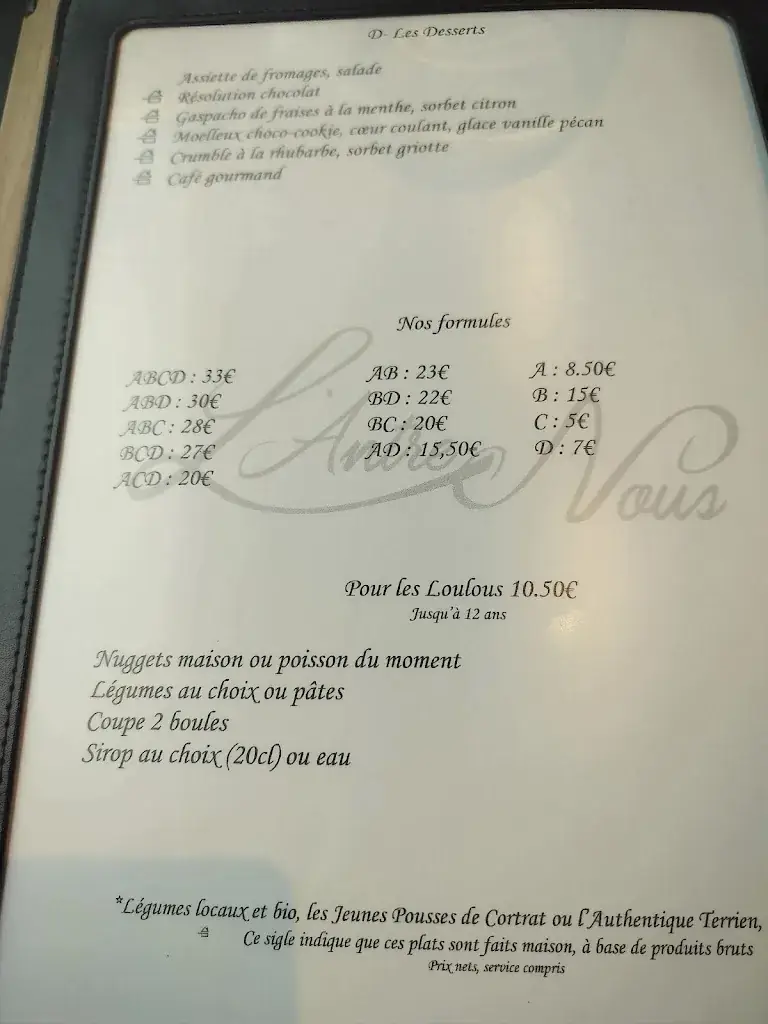 D- Les Desserts
Assiette de fromages, salade
Résolution chocolat
Gaspacho de fraises à la menthe, sorbet citron
Moelleux choco-cookie, cœur coulant, glace vanille pécan
Crumble à la rhubarbe, sorbet griotte
Café gourmand
Nos formules
ABCD : 33€
ABD : 30€
ABC : 28€
BCD : 27€
ACD : 20€
AB : 23€
BD : 22€
BC : 20€
AD : 15,50€
A : 8.50€
B : 15€
C : 5€
D : 7€
L'Antre Nous
Pour les Loulous 10.50€
Jusqu'à 12 ans
Nuggets maison ou poisson du moment
Légumes au choix ou pâtes
Coupe 2 boules
Sirop au choix (20cl) ou eau
*Légumes locaux et bio, les Jeunes Pousses de Cortrat ou l'Authentique Terrien,
Ce sigle indique que ces plats sont faits maison, à base de produits bruts
Prix nets, service compris